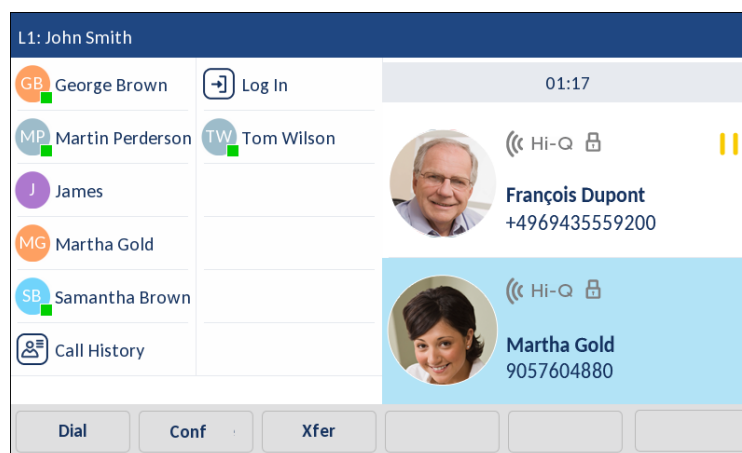 L1: John Smith
GB George Brown
Log In
MP Martin Perderson
TW Tom Wilson
J James
MG Martha Gold
SB Samantha Brown
Call History
01:17
Hi-Q
François Dupont
+4969435559200
Hi-Q
Martha Gold
9057604880
Dial
Conf
Xfer